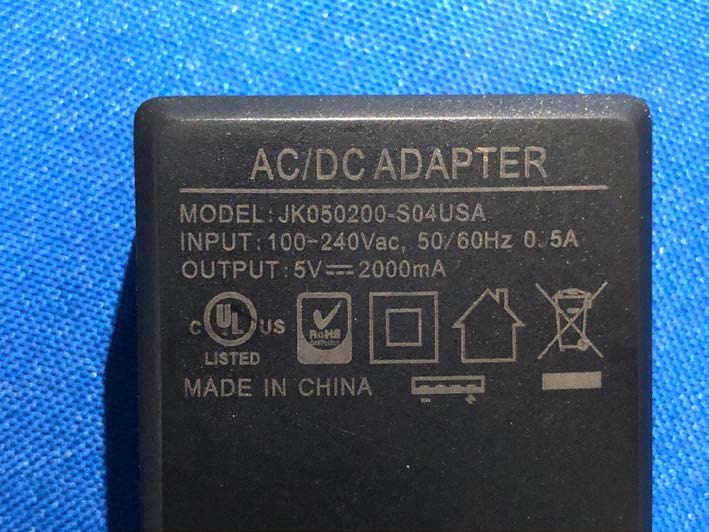 AC/DC ADAPTER
MODEL: JK050200-S04USA
INPUT: 100-240Vac, 50/60Hz 0.5A
OUTPUT: 5V⎓2000mA
C UL US
LISTED
RoHS
MADE IN CHINA
- +